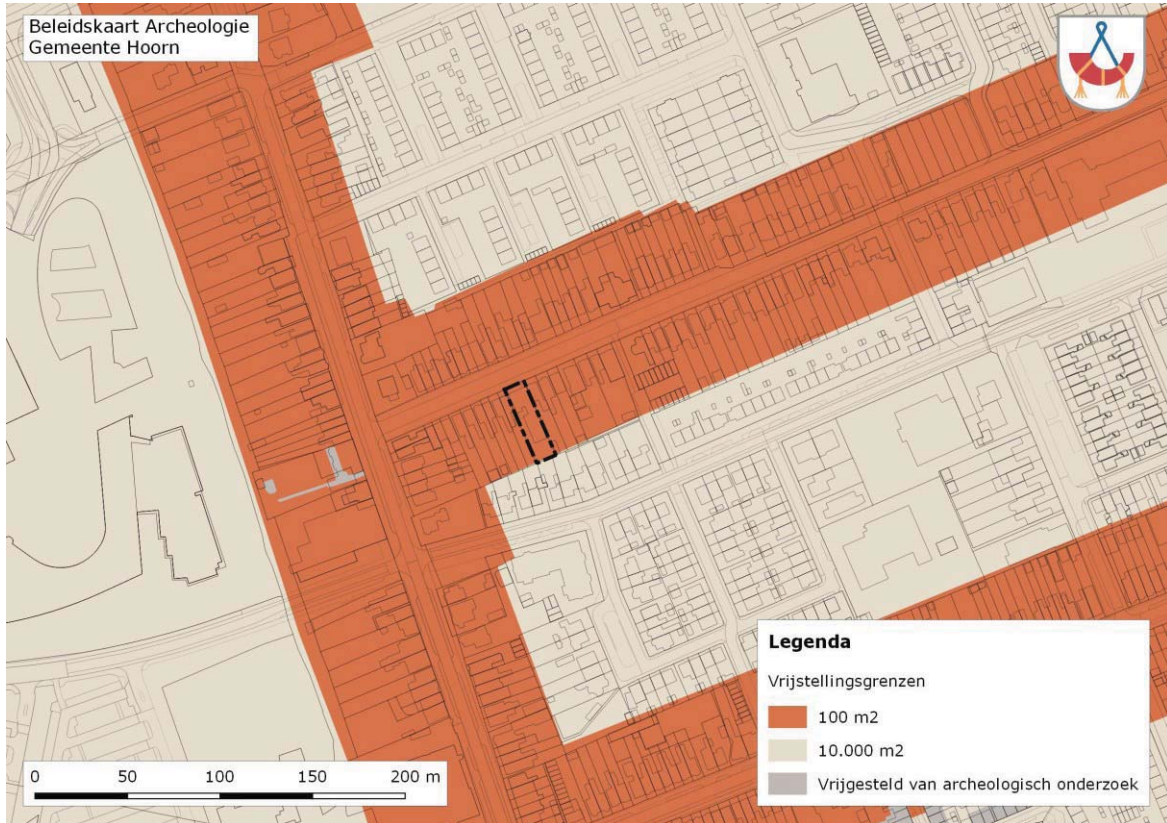 Beleidskaart Archeologie
Gemeente Hoorn
Legenda
Vrijstellingsgrenzen
100 m2
10.000 m2
Vrijgesteld van archeologisch onderzoek
0 50 100 150 200 m